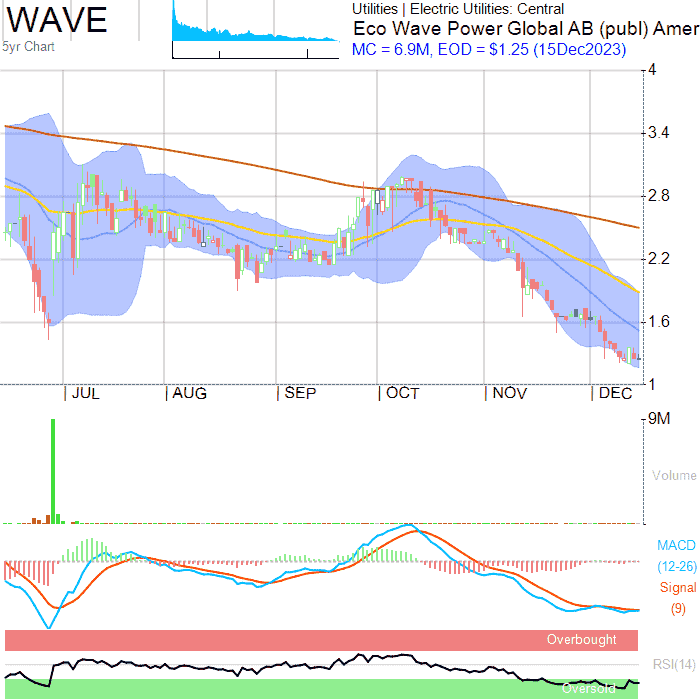 WAVE
5yr Chart
Utilities | Electric Utilities: Central
Eco Wave Power Global AB (publ) Amer
MC = 6.9M, EOD = $1.25 (15Dec2023)
4
3.4
2.8
2.2
1.6
1
JUL AUG SEP OCT NOV DEC
9M
Volume
MACD
(12-26)
Signal
(9)
Overbought
RSI(14)
Oversold